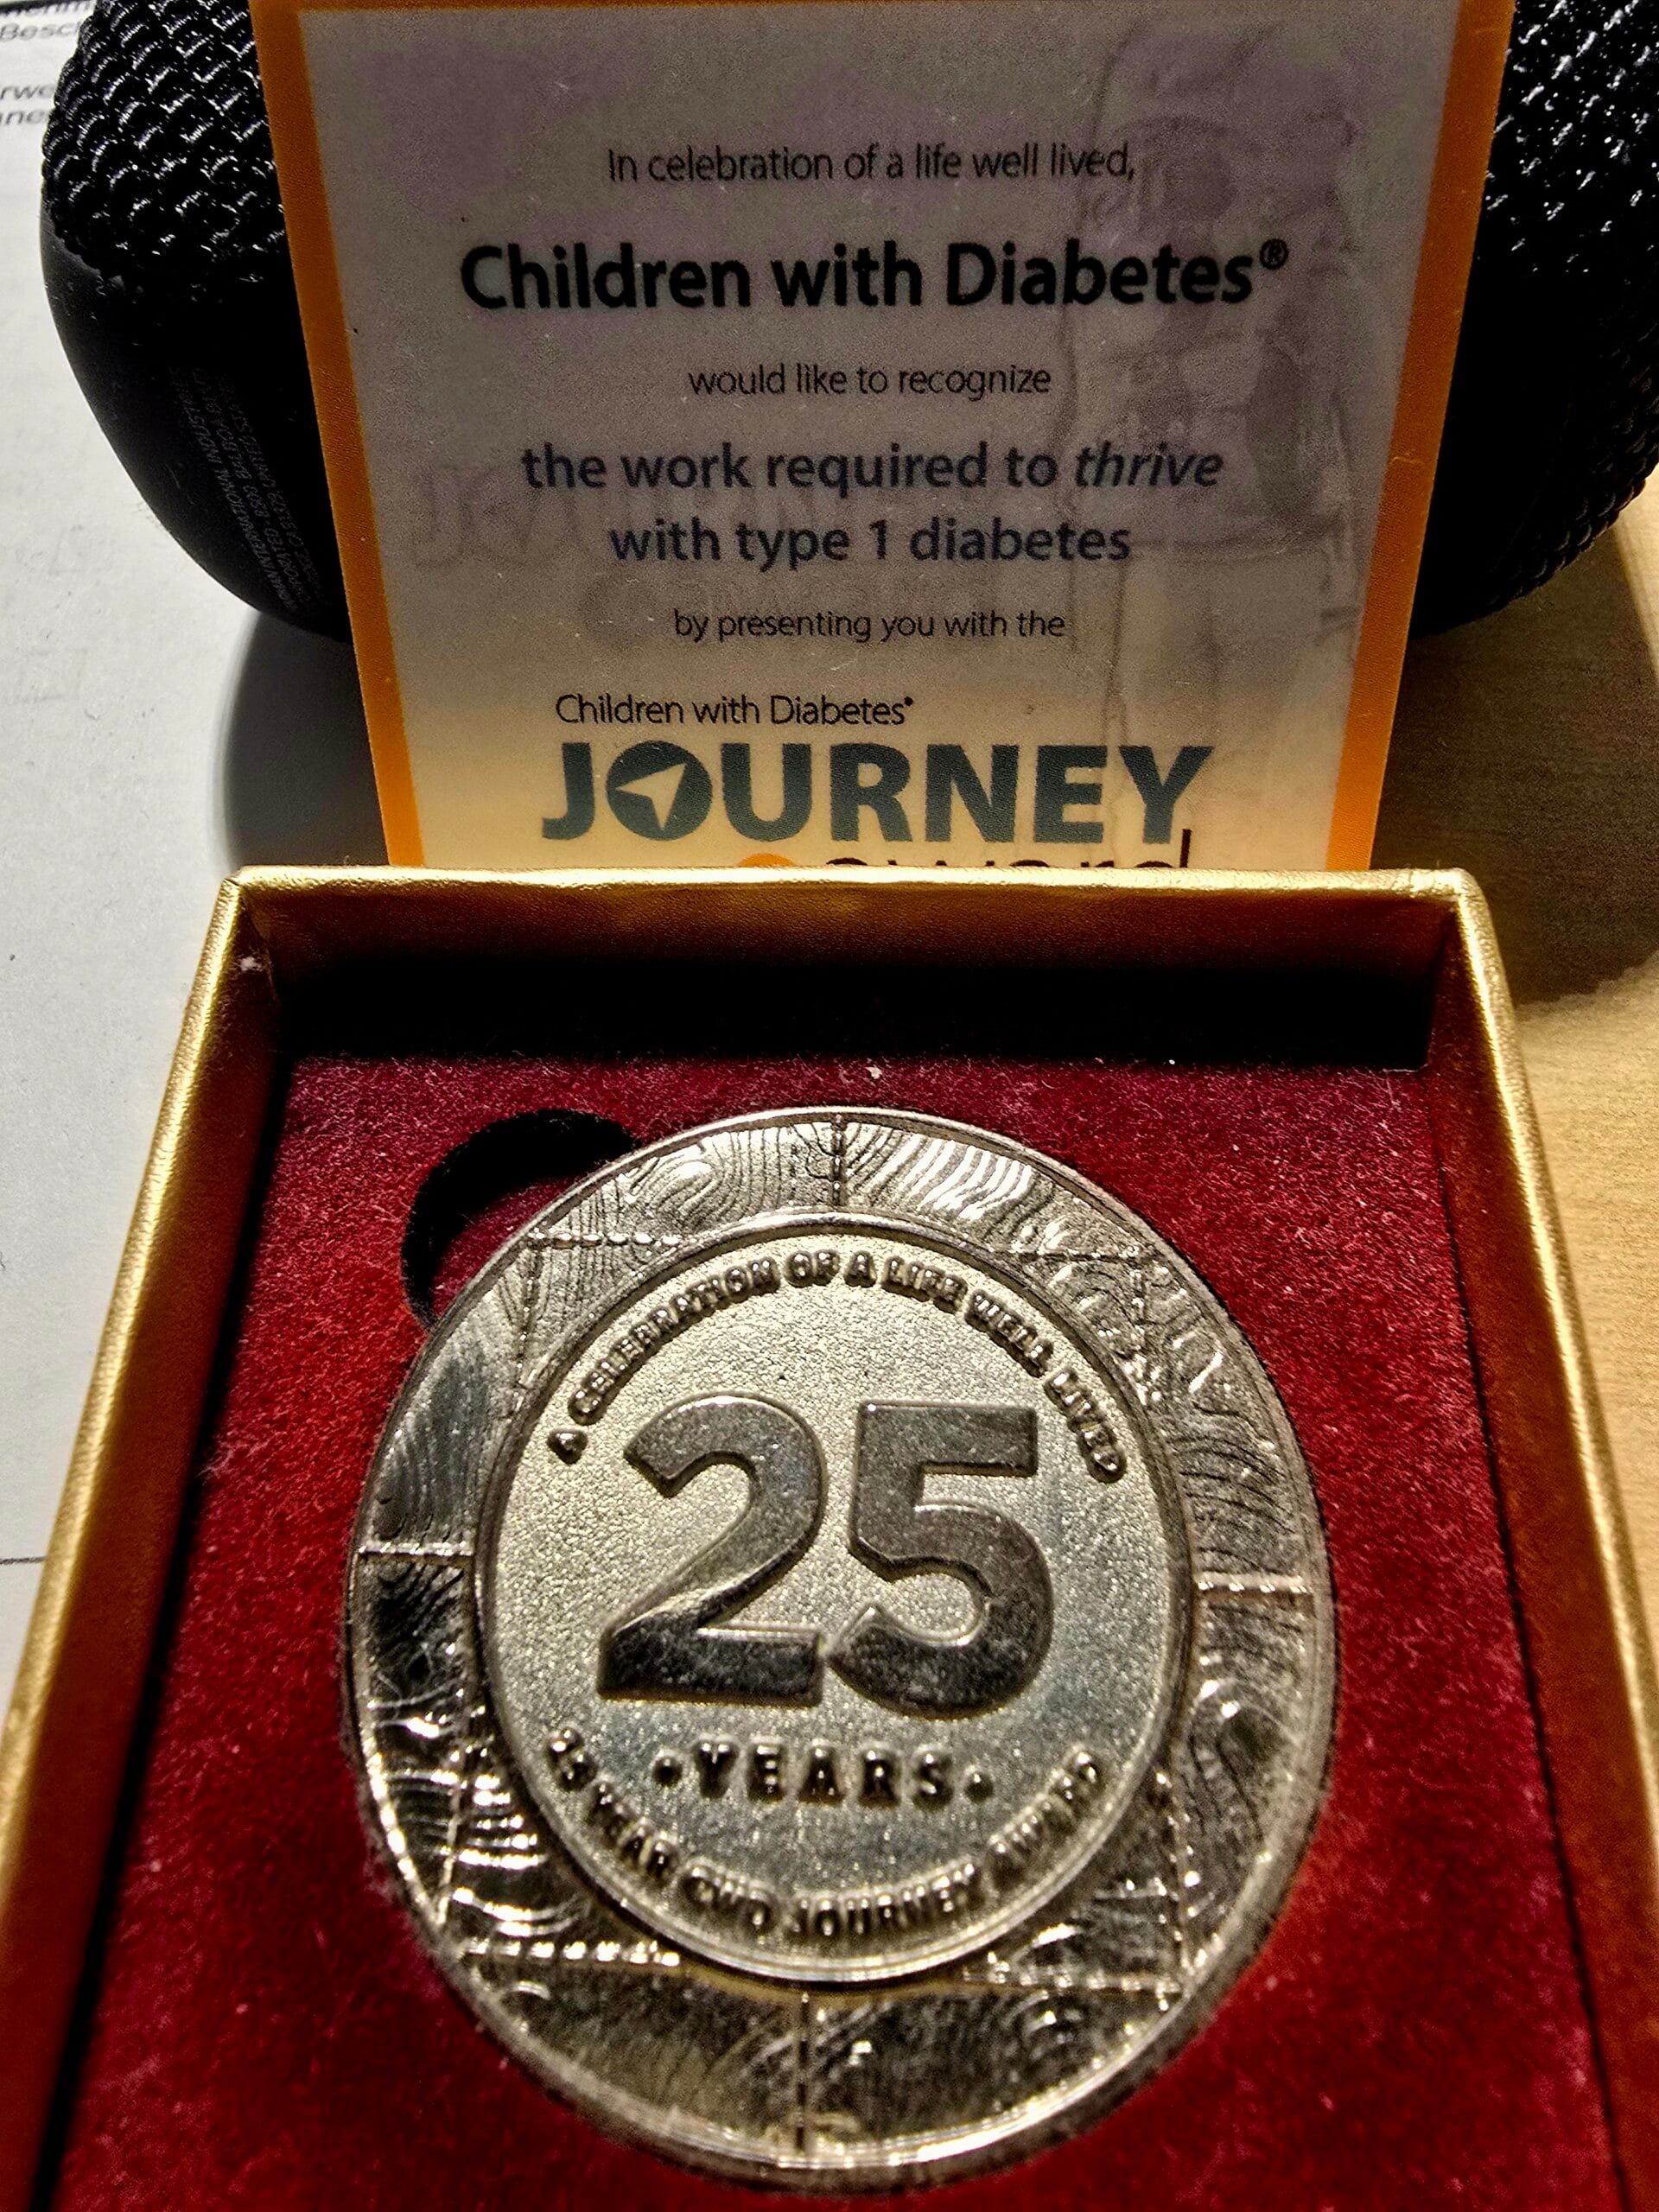 In celebration of a life well lived,
Children with Diabetes®
would like to recognize
the work required to thrive
with type 1 diabetes
by presenting you with the
Children with Diabetes®
JOURNEY
award
A CELEBRATION OF A LIFE WELL LIVED
25
• YEARS •
25 YEAR CWD JOURNEY AWARD